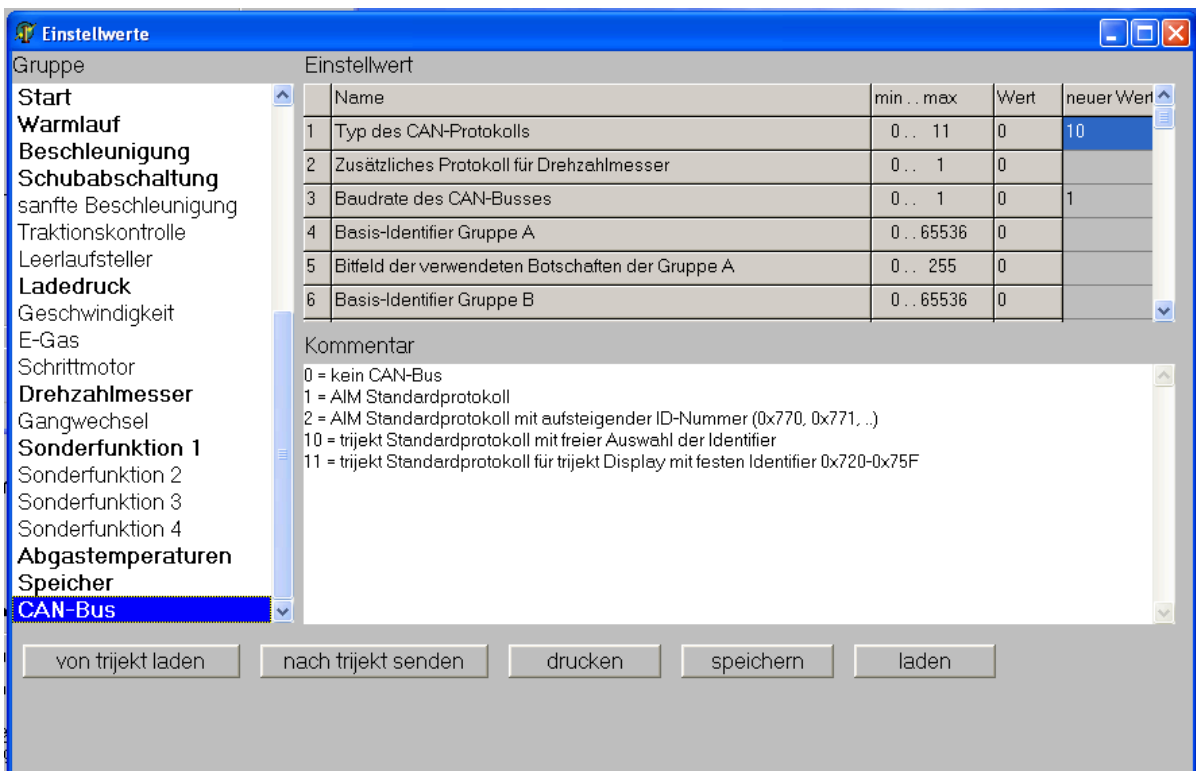 Einstellwerte
Gruppe
Start
Warmlauf
Beschleunigung
Schubabschaltung
sanfte Beschleunigung
Traktionskontrolle
Leerlaufsteller
Ladedruck
Geschwindigkeit
E-Gas
Schrittmotor
Drehzahlmesser
Gangwechsel
Sonderfunktion 1
Sonderfunktion 2
Sonderfunktion 3
Sonderfunktion 4
Abgastemperaturen
Speicher
CAN-Bus
Einstellwert
Name min . . max Wert neuer Wert
1 Typ des CAN-Protokolls 0 . . 11 0 10
2 Zusätzliches Protokoll für Drehzahlmesser 0 . . 1 0
3 Baudrate des CAN-Busses 0 . . 1 0 1
4 Basis-Identifier Gruppe A 0 . . 65536 0
5 Bitfeld der verwendeten Botschaften der Gruppe A 0 . . 255 0
6 Basis-Identifier Gruppe B 0 . . 65536 0
Kommentar
0 = kein CAN-Bus
1 = AIM Standardprotokoll
2 = AIM Standardprotokoll mit aufsteigender ID-Nummer (0x770, 0x771, ..)
10 = trijekt Standardprotokoll mit freier Auswahl der Identifier
11 = trijekt Standardprotokoll für trijekt Display mit festen Identifier 0x720-0x75F
von trijekt laden nach trijekt senden drucken speichern laden